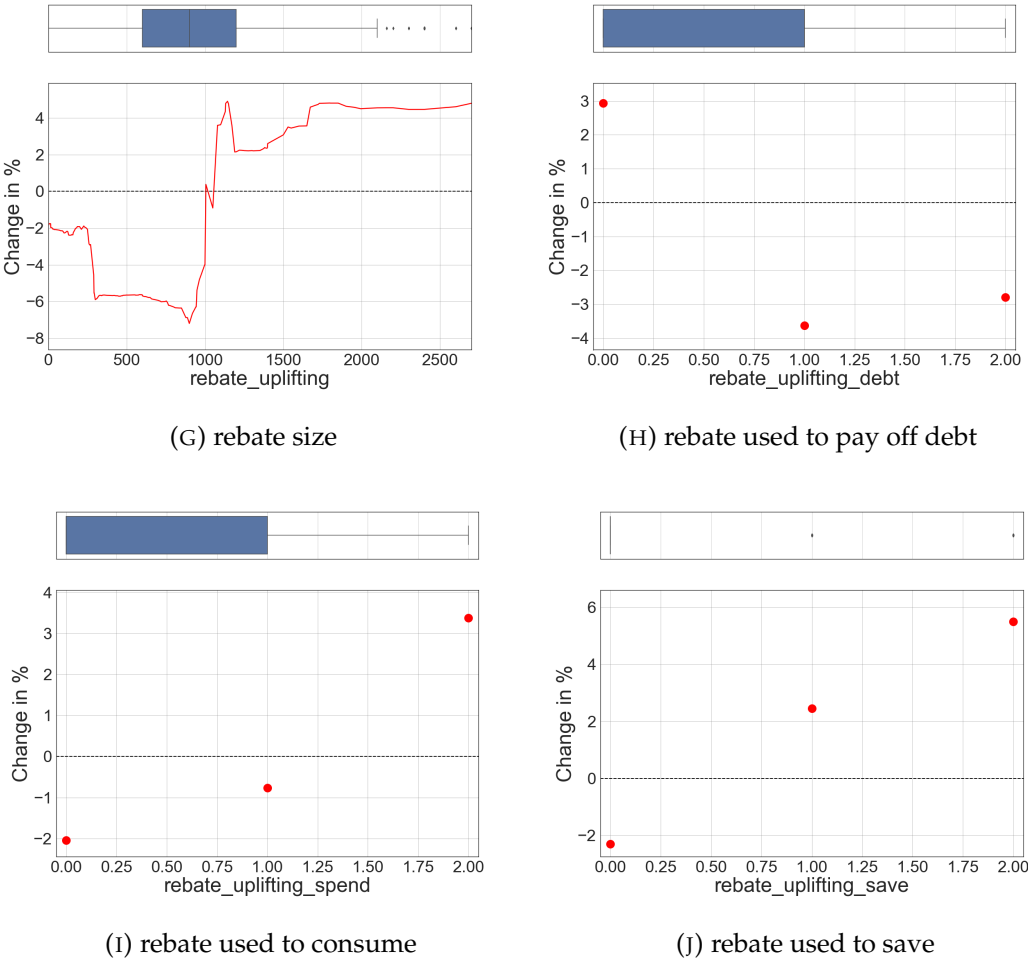 Change in %
4
2
0
−2
−4
−6
−8
0 500 1000 1500 2000 2500
rebate_uplifting
(G) rebate size
Change in %
3
2
1
0
−1
−2
−3
−4
0.00 0.25 0.50 0.75 1.00 1.25 1.50 1.75 2.00
rebate_uplifting_debt
(H) rebate used to pay off debt
Change in %
4
3
2
1
0
−1
−2
0.00 0.25 0.50 0.75 1.00 1.25 1.50 1.75 2.00
rebate_uplifting_spend
(I) rebate used to consume
Change in %
6
4
2
0
−2
0.00 0.25 0.50 0.75 1.00 1.25 1.50 1.75 2.00
rebate_uplifting_save
(J) rebate used to save